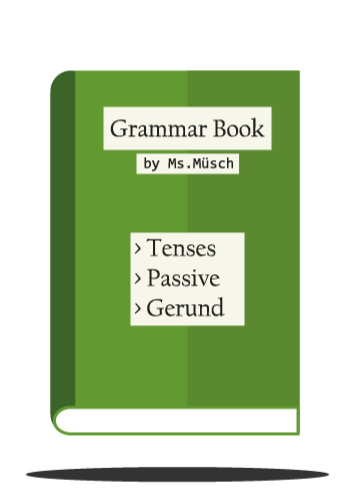 Grammar Book
by Ms.Müsch
› Tenses
› Passive
› Gerund